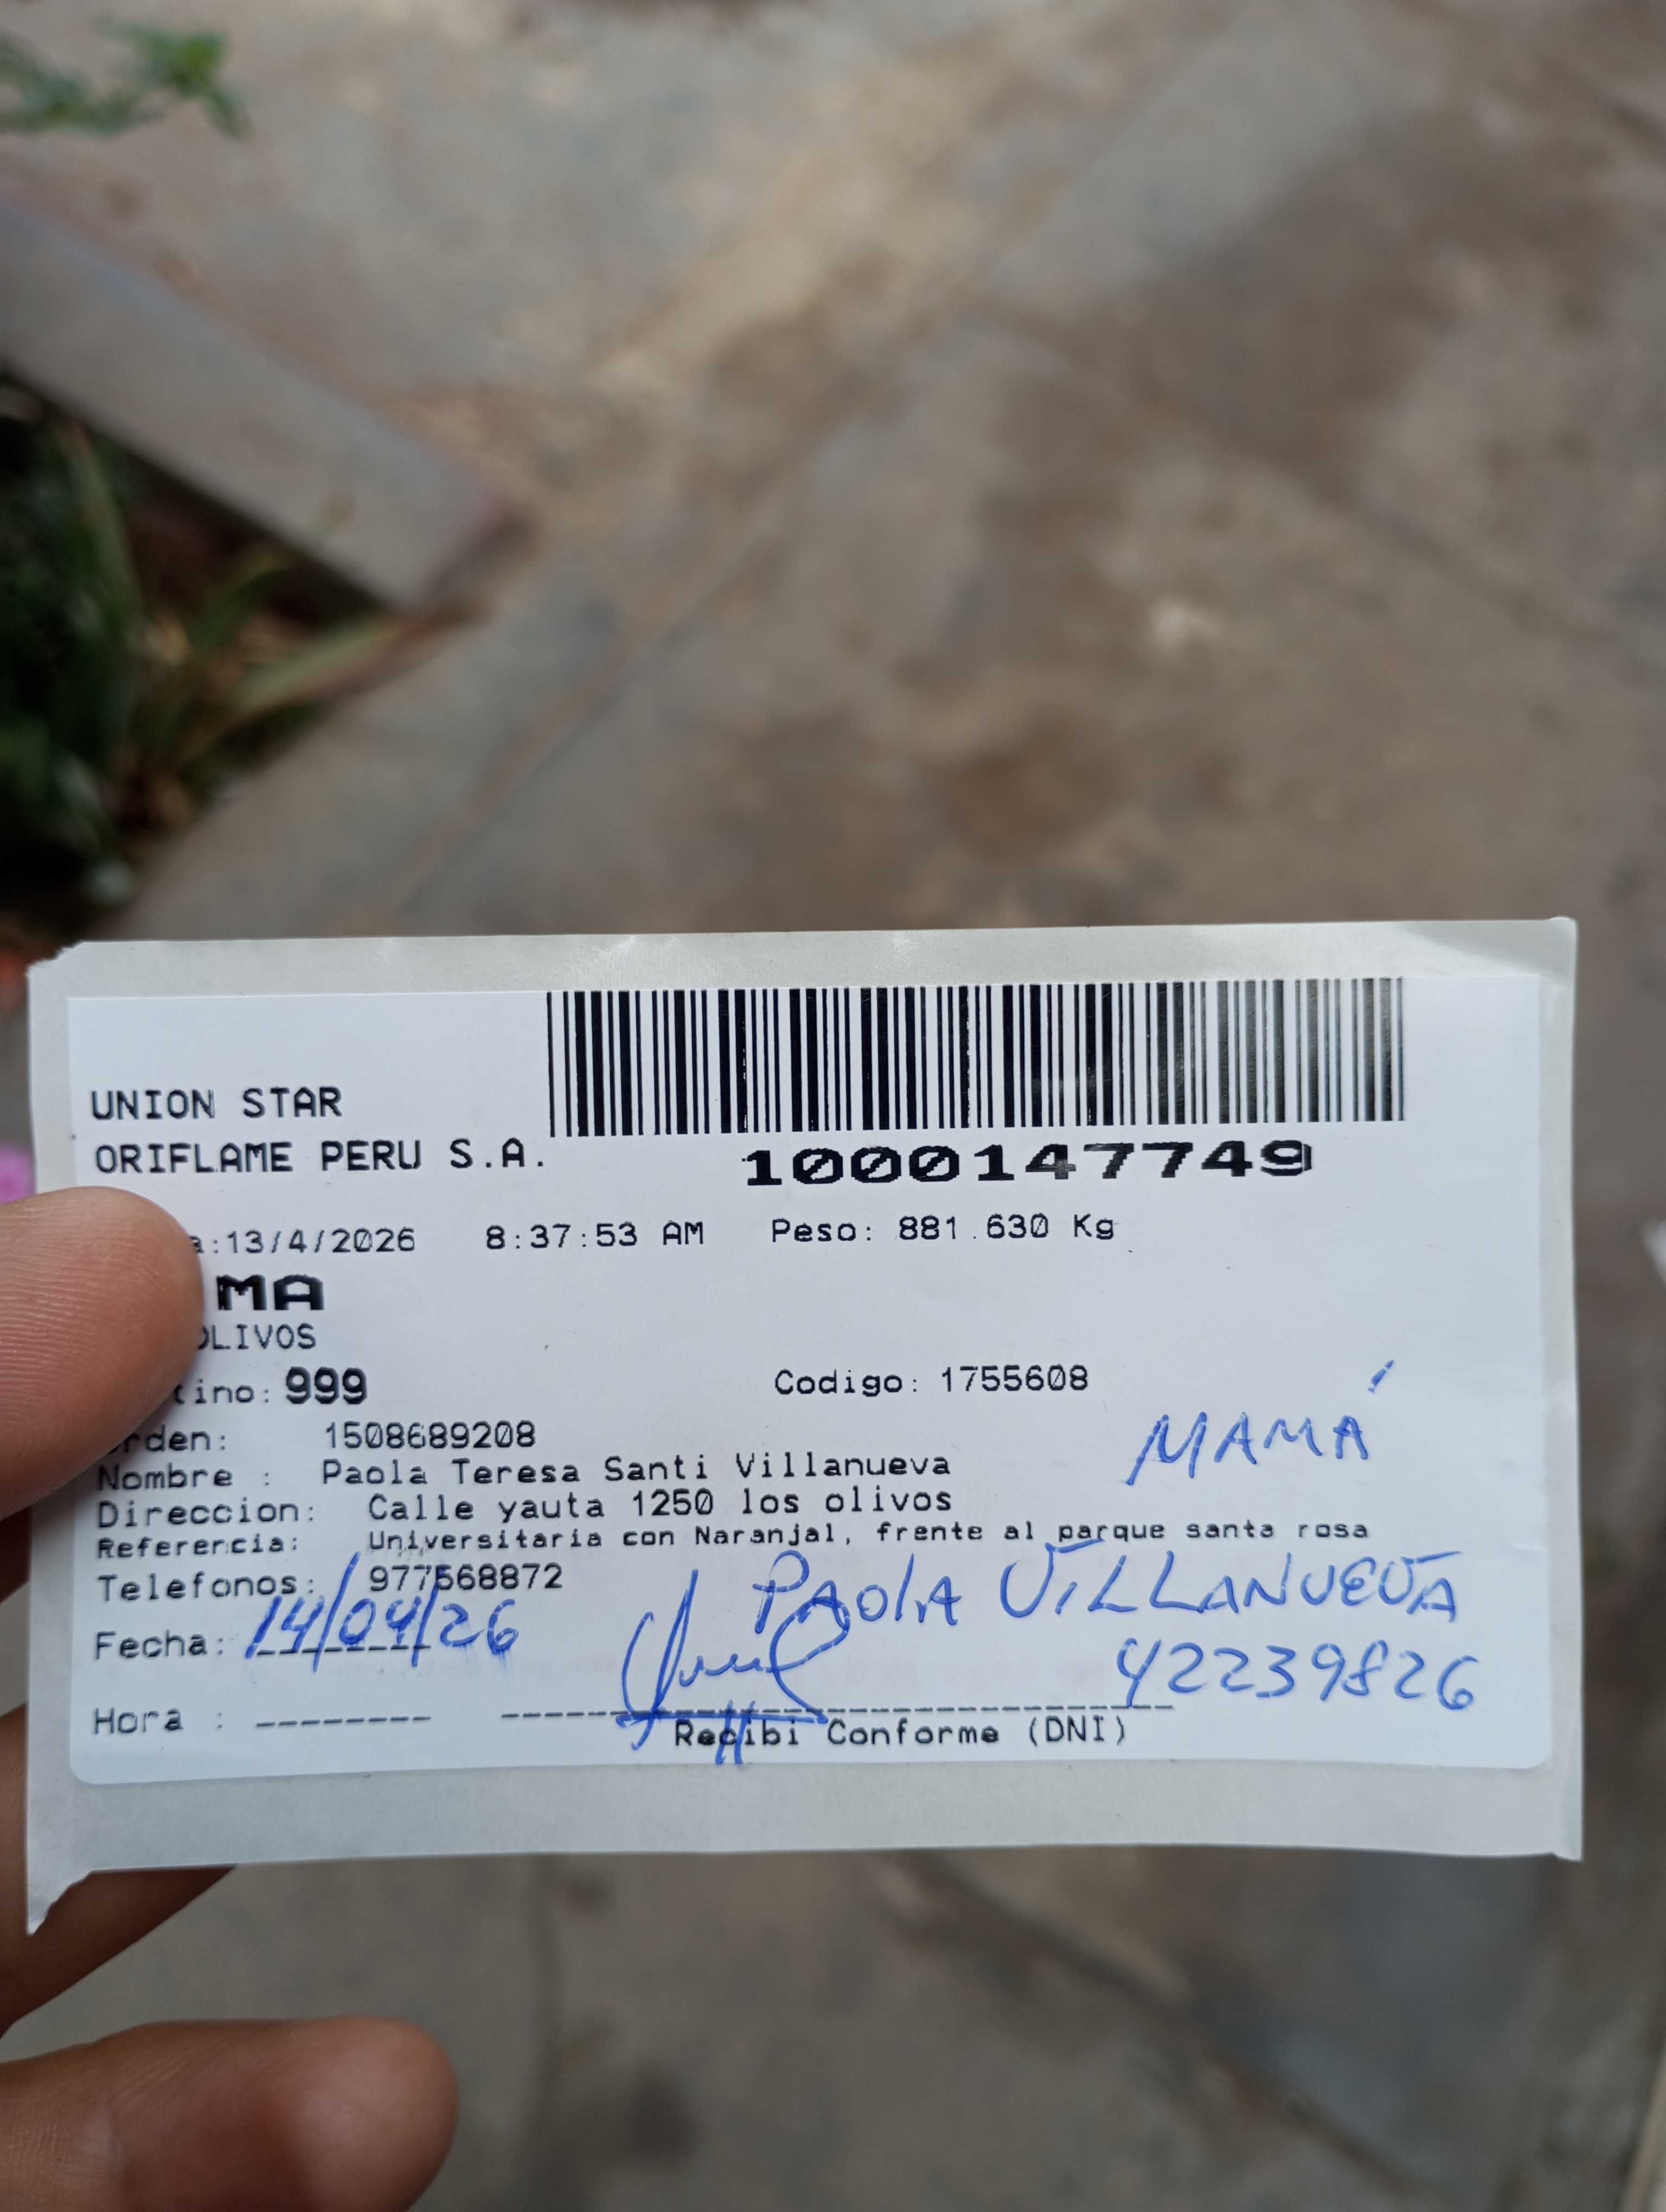 UNION STAR
ORIFLAME PERU S.A.
1000147749
a:13/4/2026 8:37:53 AM Peso: 881.630 Kg
MA
OLIVOS
tino: 999 Codigo: 1755608
Orden: 1508689208
MAMÁ
Nombre : Paola Teresa Santi Villanueva
Direccion: Calle yauta 1250 los olivos
Referencia: Universitaria con Naranjal, frente al parque santa rosa
Telefonos: 977568872
PAOlA VILLANUEVA
Fecha: 14/04/26
42239826
Hora :
Recibi Conforme (DNI)